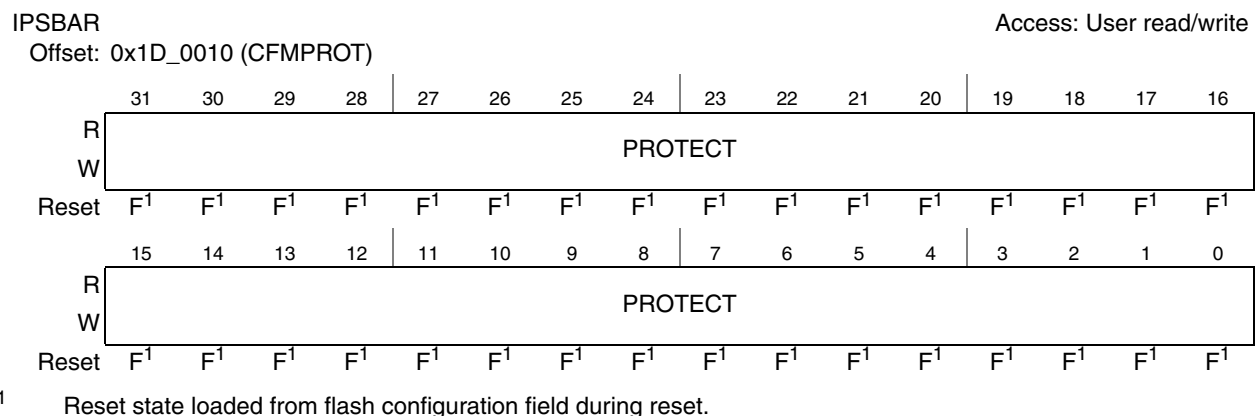 IPSBAR Access: User read/write
Offset: 0x1D_0010 (CFMPROT)
31 30 29 28 27 26 25 24 23 22 21 20 19 18 17 16
R
PROTECT
W
Reset F1 F1 F1 F1 F1 F1 F1 F1 F1 F1 F1 F1 F1 F1 F1 F1
15 14 13 12 11 10 9 8 7 6 5 4 3 2 1 0
R
PROTECT
W
Reset F1 F1 F1 F1 F1 F1 F1 F1 F1 F1 F1 F1 F1 F1 F1 F1
1 Reset state loaded from flash configuration field during reset.